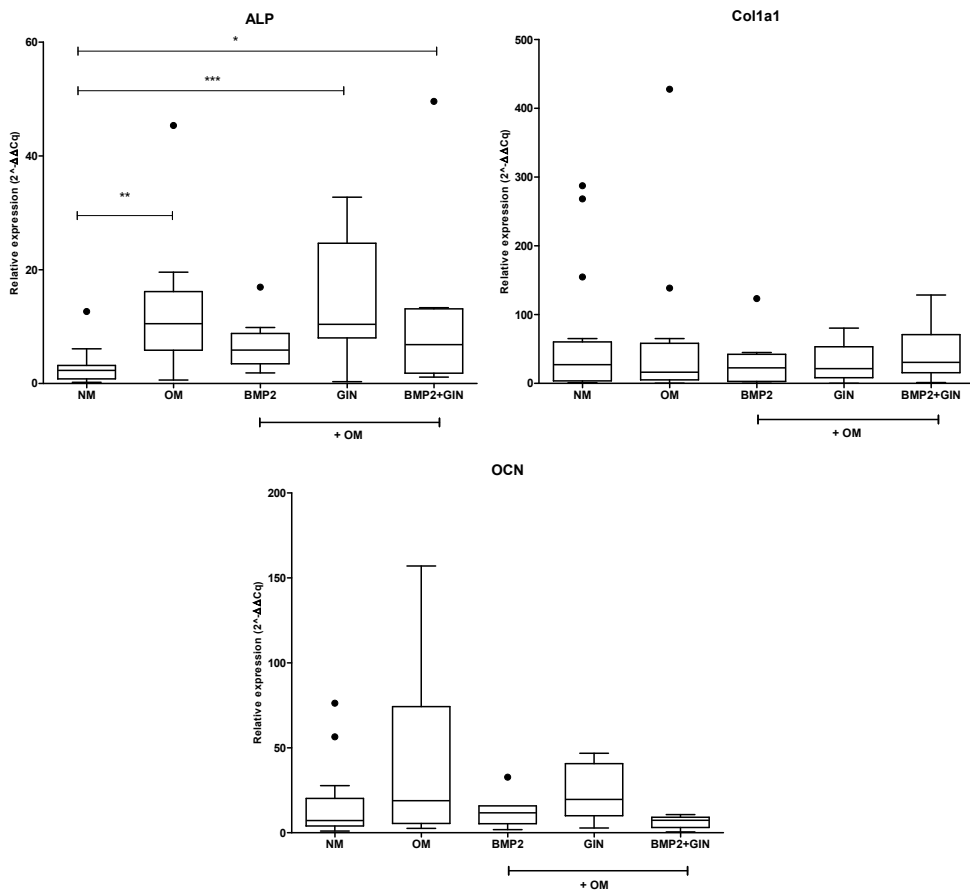 ALP
Relative expression (2^-ΔΔCq)
60
40
20
0
*
***
**
NM OM BMP2 GIN BMP2+GIN
+ OM
Col1a1
Relative expression (2^-ΔΔCq)
500
400
300
200
100
0
NM OM BMP2 GIN BMP2+GIN
+ OM
OCN
Relative expression (2^-ΔΔCq)
200
150
100
50
0
NM OM BMP2 GIN BMP2+GIN
+ OM